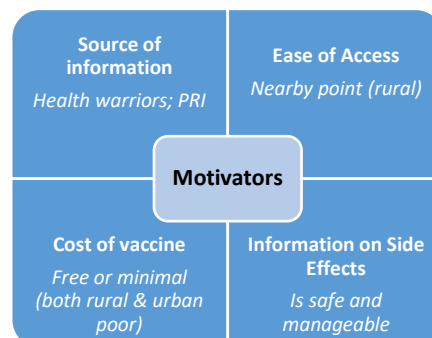 Source of
information
Health warriors; PRI
Ease of Access
Nearby point (rural)
Motivators
Cost of vaccine
Free or minimal
(both rural & urban
poor)
Information on Side
Effects
Is safe and
manageable